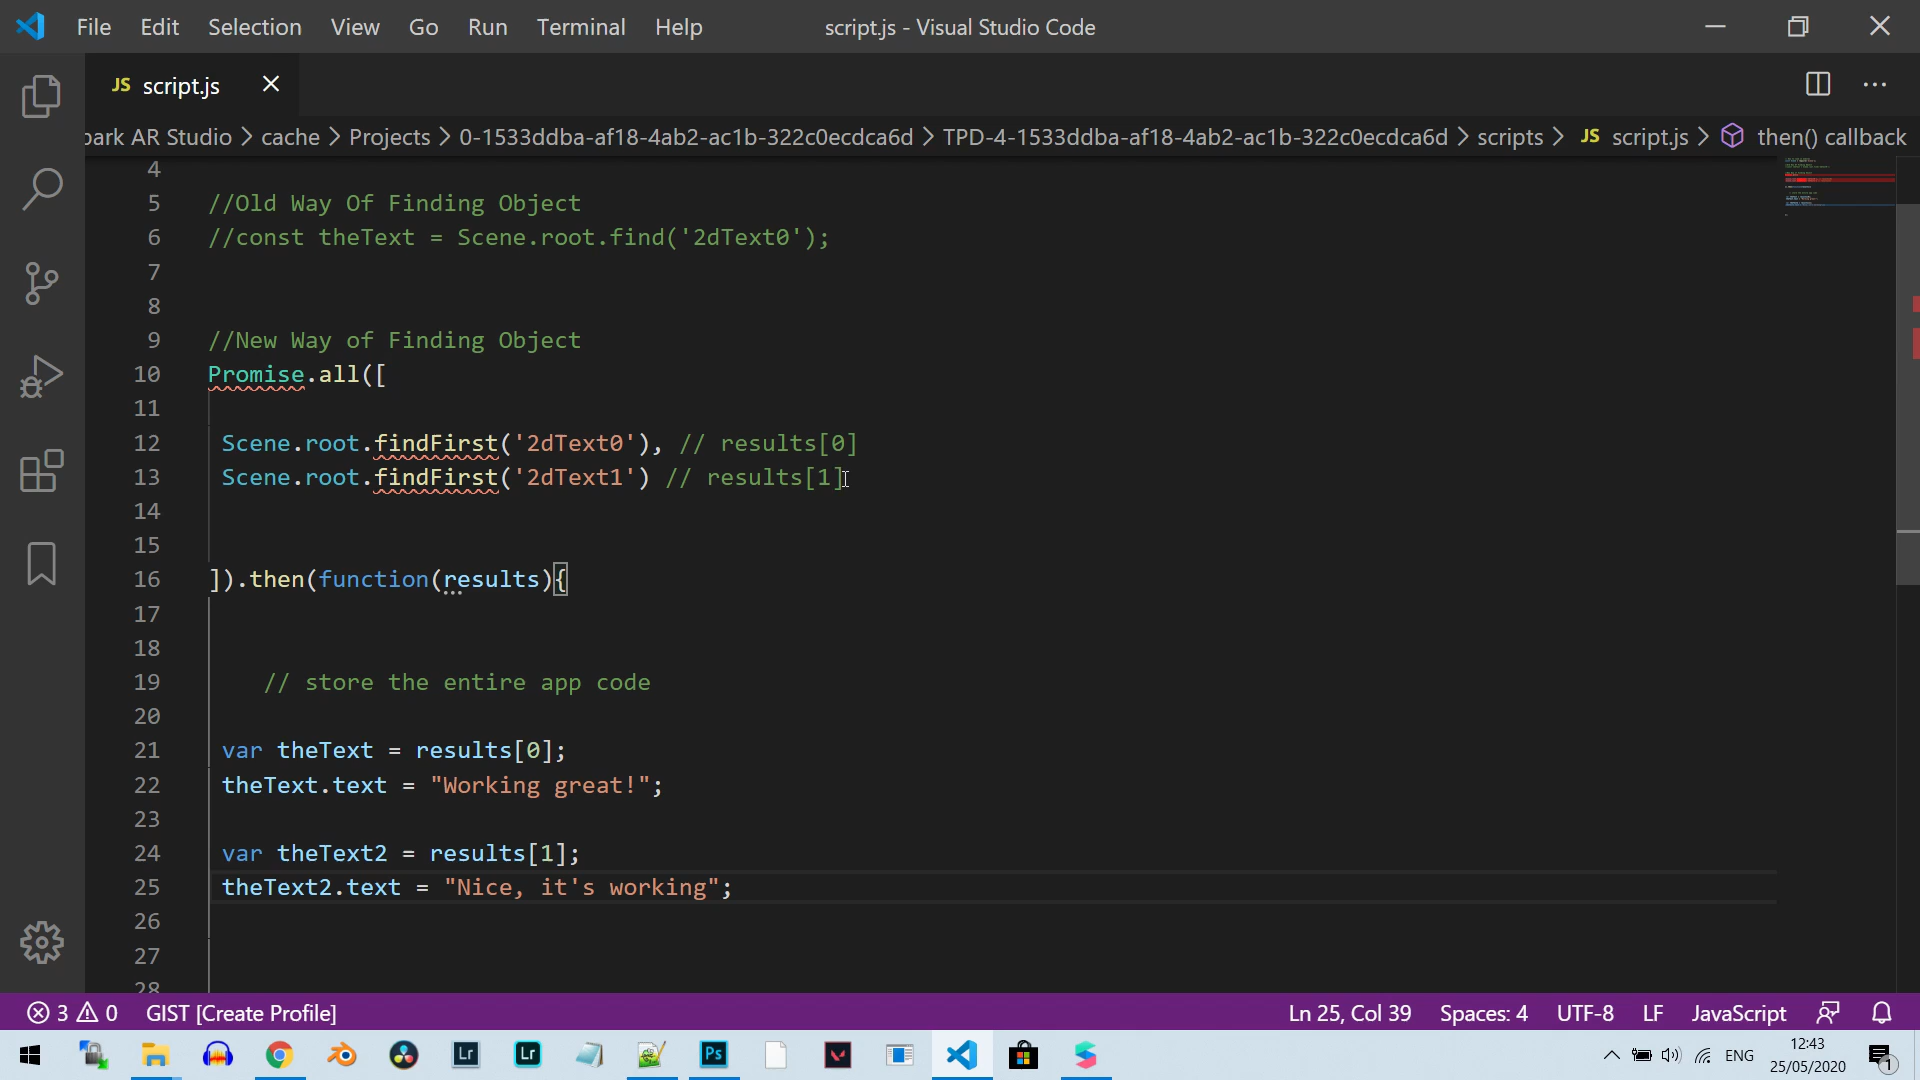 File Edit Selection View Go Run Terminal Help script.js - Visual Studio Code
JS script.js
park AR Studio > cache > Projects > 0-1533ddba-af18-4ab2-ac1b-322c0ecdca6d > TPD-4-1533ddba-af18-4ab2-ac1b-322c0ecdca6d > scripts > JS script.js > then() callback
4
5 //Old Way Of Finding Object
6 //const theText = Scene.root.find('2dText0');
7
8
9 //New Way of Finding Object
10 Promise.all([
11
12 Scene.root.findFirst('2dText0'), // results[0]
13 Scene.root.findFirst('2dText1') // results[1]
14
15
16 ]).then(function(results){
17
18
19 // store the entire app code
20
21 var theText = results[0];
22 theText.text = "Working great!";
23
24 var theText2 = results[1];
25 theText2.text = "Nice, it's working";
26
27
28
3 0 GIST [Create Profile] Ln 25, Col 39 Spaces: 4 UTF-8 LF JavaScript
Lr Lr Ps ENG 12:43
25/05/2020 1